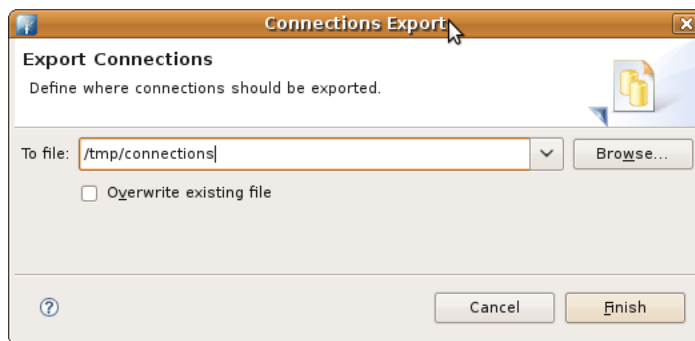 Connections Export
Export Connections
Define where connections should be exported.
To file: /tmp/connections Browse...
Overwrite existing file
Cancel Finish